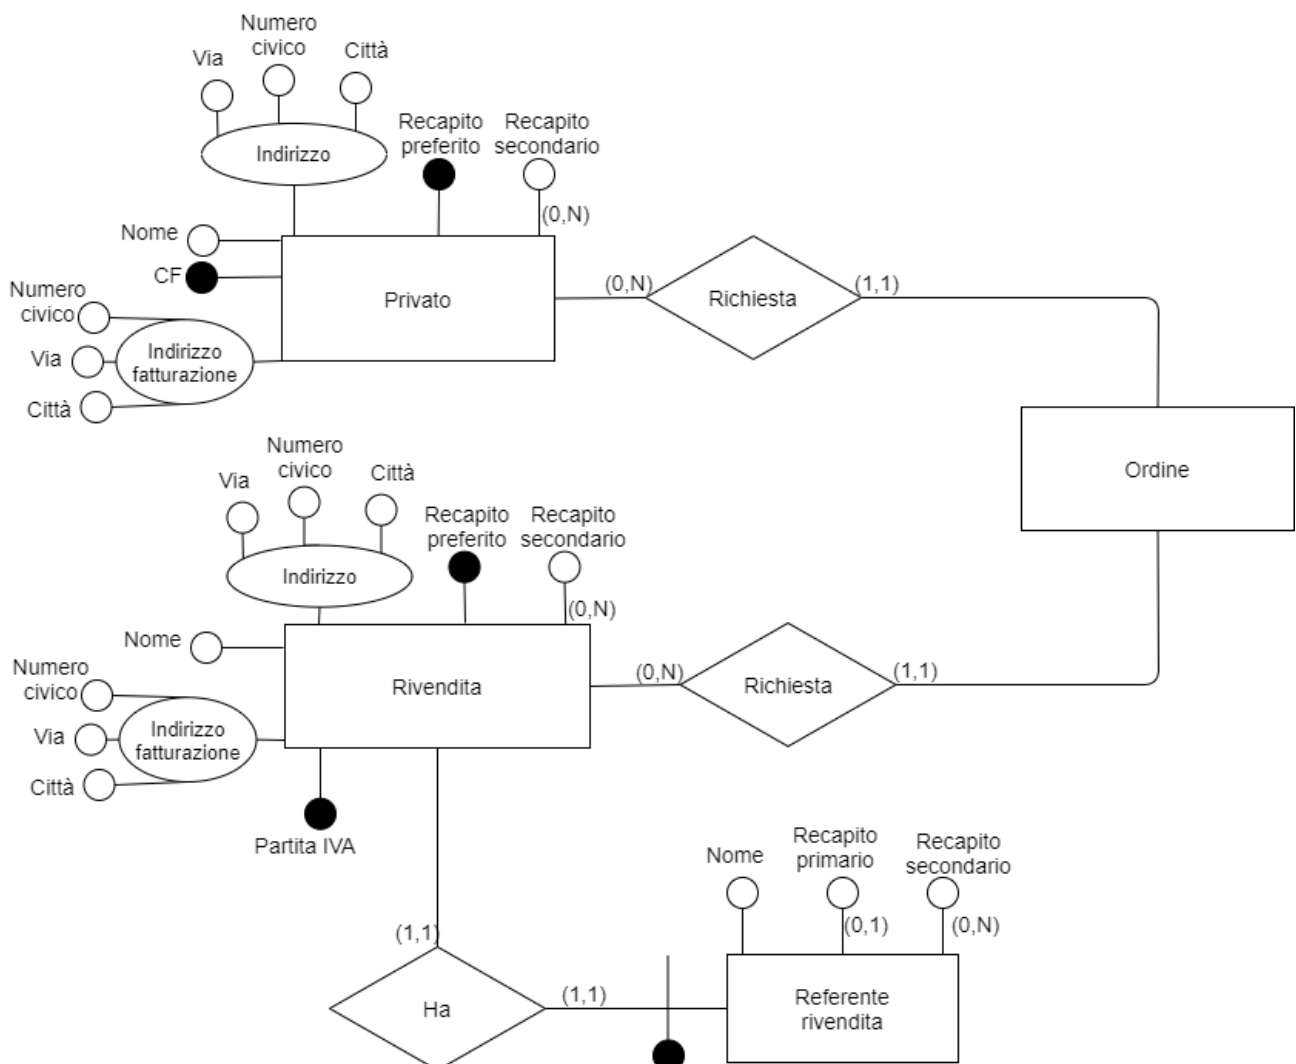 Numero
civico
Via
Città
Indirizzo
Recapito
preferito
Recapito
secondario
(0,N)
Nome
CF
Numero
civico
Via
Città
Indirizzo
fatturazione
Privato
(0,N)
Richiesta
(1,1)
Ordine
Numero
civico
Via
Città
Indirizzo
Recapito
preferito
Recapito
secondario
(0,N)
Nome
Numero
civico
Via
Città
Indirizzo
fatturazione
Rivendita
(0,N)
Richiesta
(1,1)
Partita IVA
(1,1)
Ha
(1,1)
Nome
Recapito
primario
(0,1)
Recapito
secondario
(0,N)
Referente
rivendita